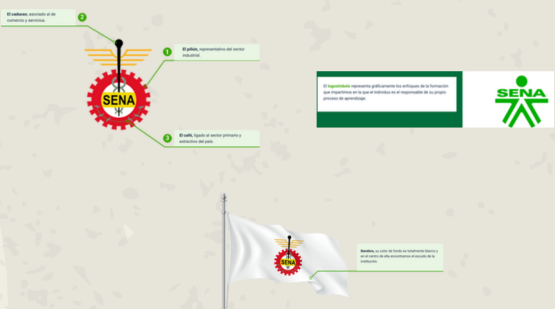 El caduceo, asociado al de
comercio y servicios.
2
1
El piñón, representativo del sector
industrial.
SENA
3
El café, ligado al sector primario y
extractivo del país.
El logosímbolo representa gráficamente los enfoques de la formación
que impartimos en la que el individuo es el responsable de su propio
proceso de aprendizaje.
SENA
Bandera, su color de fondo es totalmente blanco y
en el centro de ella encontramos el escudo de la
institución.
SENA